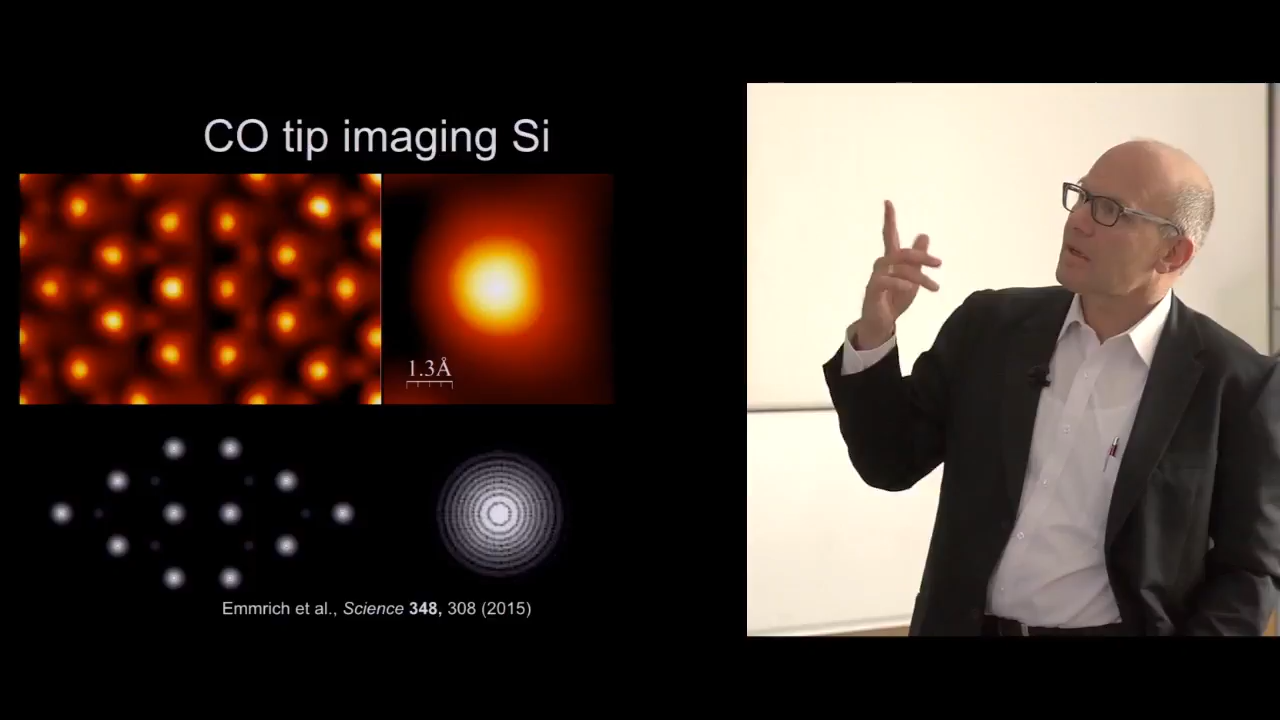 CO tip imaging Si
1.3Å
Emmrich et al., Science 348, 308 (2015)